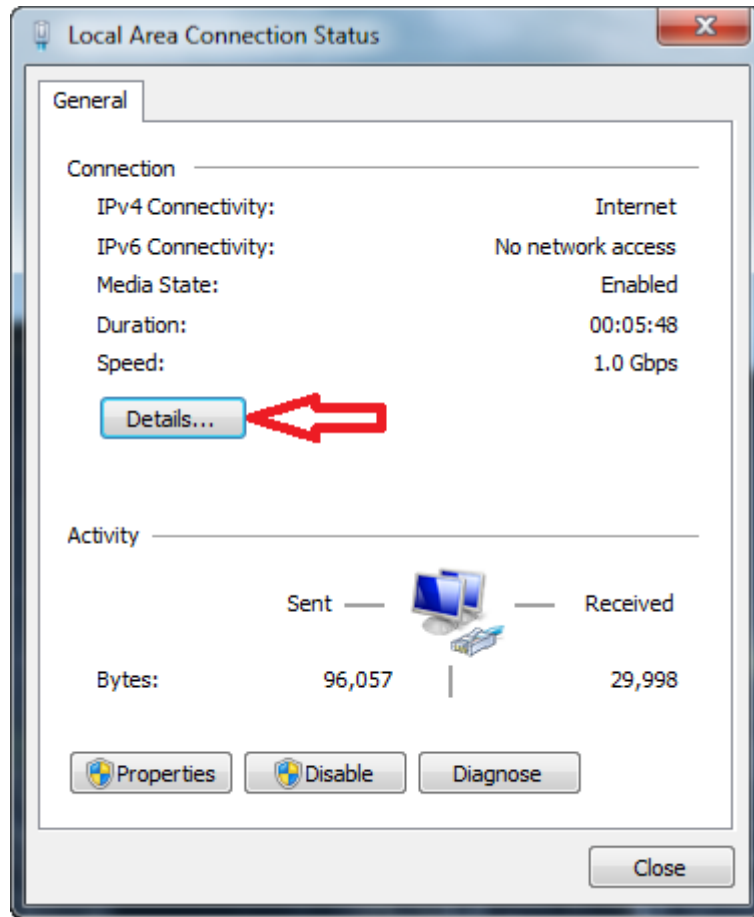 Local Area Connection Status
General
Connection
IPv4 Connectivity: Internet
IPv6 Connectivity: No network access
Media State: Enabled
Duration: 00:05:48
Speed: 1.0 Gbps
Details...
Activity
Sent Received
Bytes: 96,057 29,998
Properties Disable Diagnose
Close